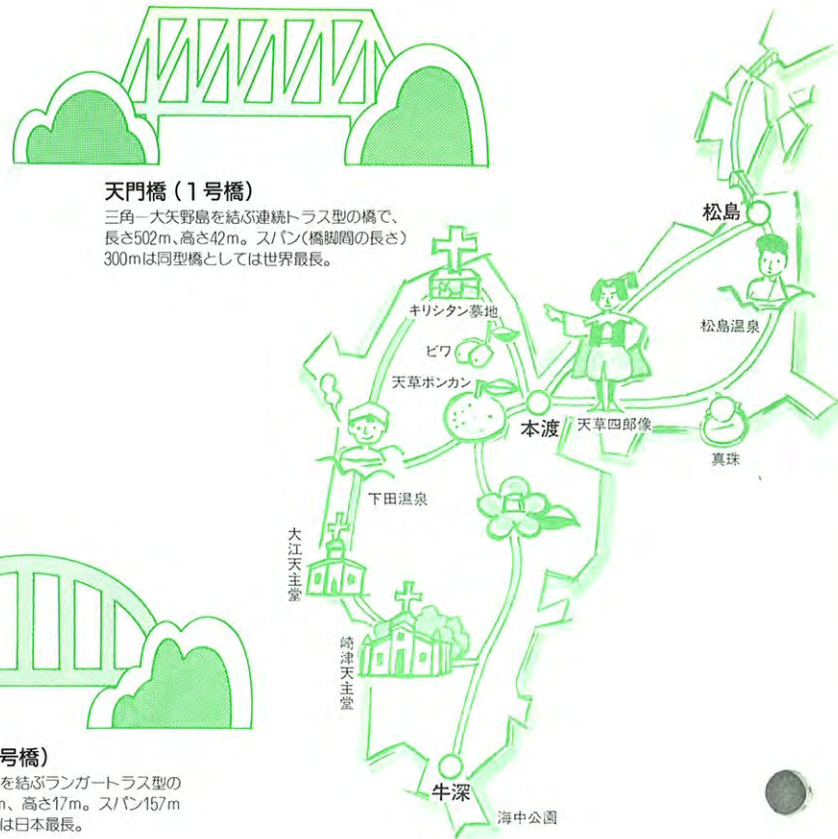 天門橋（1号橋）
三角－大矢野島を結ぶ連続トラス型の橋で、
長さ502m、高さ42m。スパン（橋脚間の長さ）
300mは同型橋としては世界最長。
松島
松島温泉
キリシタン墓地
ビワ
天草ポンカン
本渡
天草四郎像
真珠
下田温泉
大江天主堂
崎津天主堂
号橋）
を結ぶランガートラス型の
m、高さ17m。スパン157m
は日本最長。
牛深
海中公園